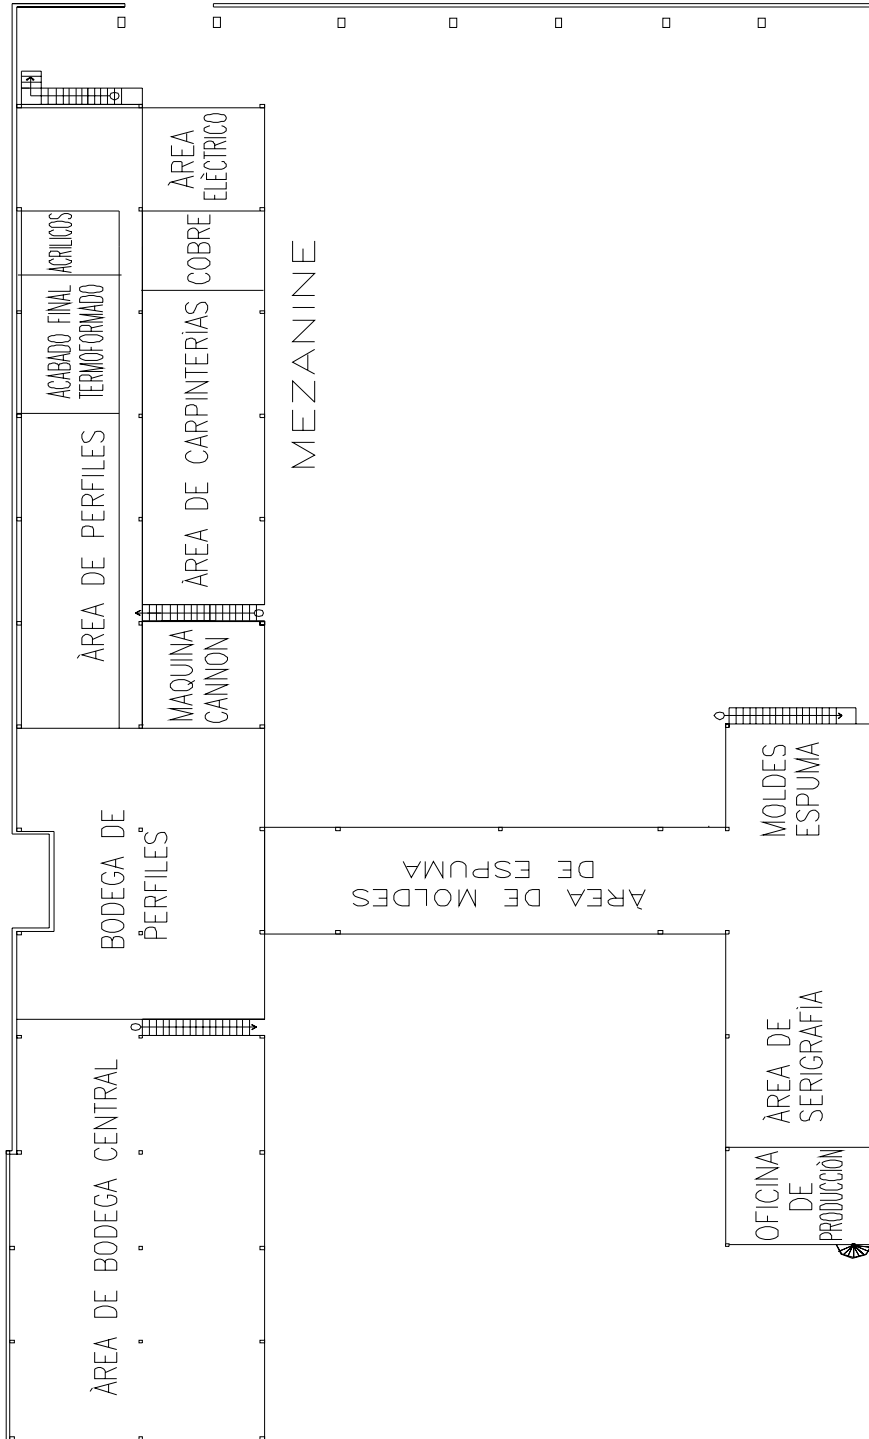 ÀREA
ELÈCTRICO
COBRE
ACRILICOS
ACABADO FINAL
TERMOFORMADO
ÀREA DE CARPINTERÌAS
MEZANINE
ÀREA DE PERFILES
MAQUINA
CANNON
BODEGA DE
PERFILES
MOLDES
ESPUMA
ÀREA DE MOLDES
DE ESPUMA
ÀREA DE
SERIGRAFÌA
ÀREA DE BODEGA CENTRAL
OFICINA
DE
PRODUCCIÒN